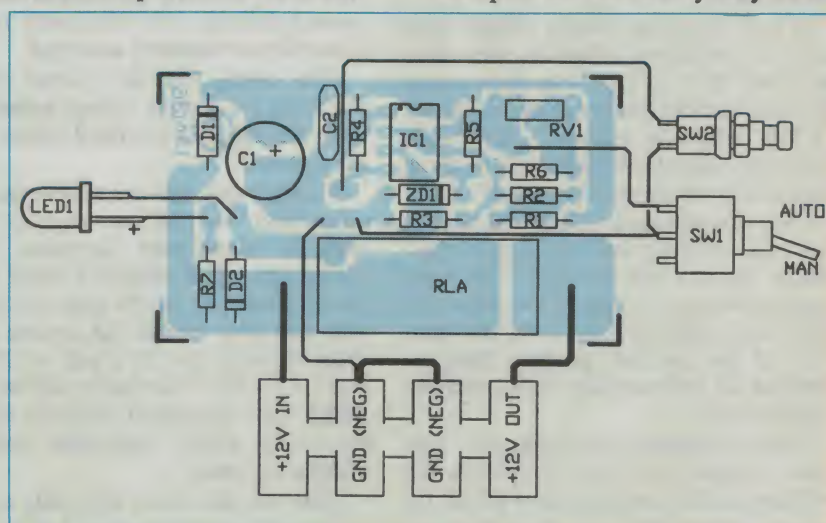 D1
C1
+
C2
R4
IC1
R5
RV1
SW2
R6
ZD1
R2
R3
R1
LED1
+
SW1
AUTO
MAN
R7
D2
RLA
+12V IN
GND (NEG)
GND (NEG)
+12V OUT